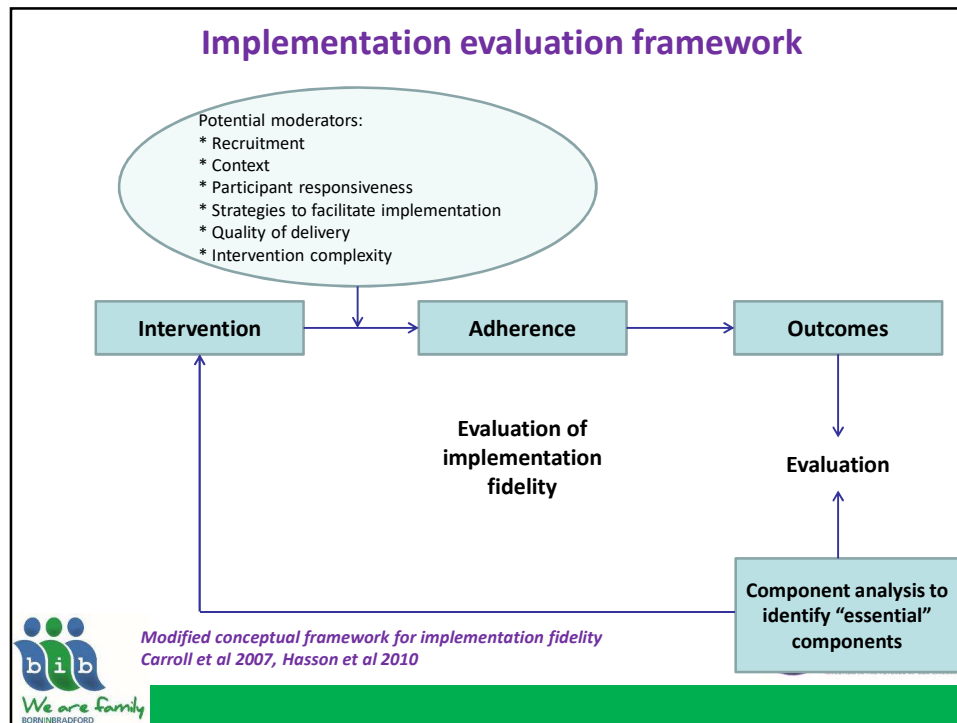 Implementation evaluation framework
Potential moderators:
* Recruitment
* Context
* Participant responsiveness
* Strategies to facilitate implementation
* Quality of delivery
* Intervention complexity
Intervention
Adherence
Outcomes
Evaluation of
implementation
fidelity
Evaluation
Component analysis to
identify “essential”
components
Modified conceptual framework for implementation fidelity
Carroll et al 2007, Hasson et al 2010
bib
We are family
BORNINBRADFORD